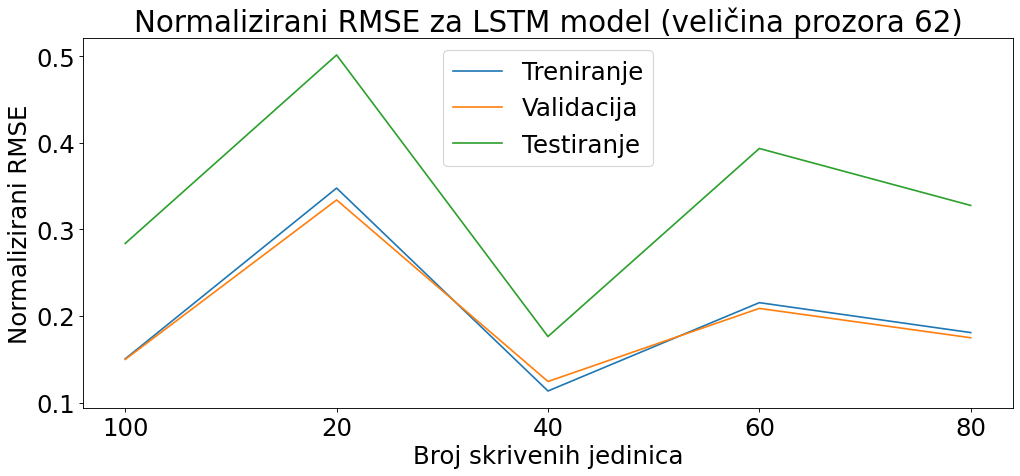 Normalizirani RMSE za LSTM model (veličina prozora 62)
Treniranje
Validacija
Testiranje
Normalizirani RMSE
0.5
0.4
0.3
0.2
0.1
100 20 40 60 80
Broj skrivenih jedinica